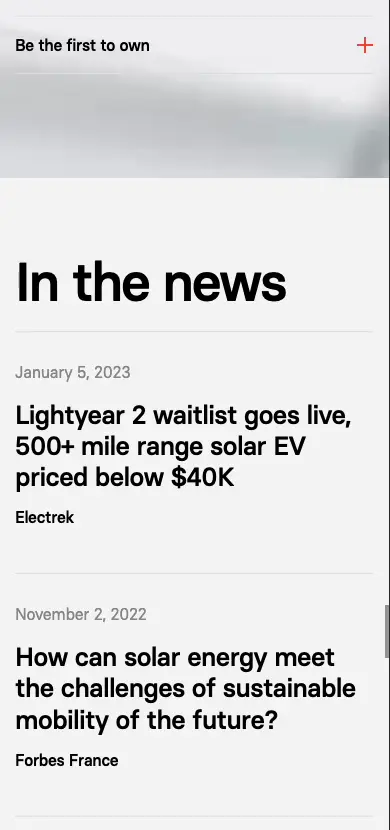 Be the first to own
In the news
January 5, 2023
Lightyear 2 waitlist goes live,
500+ mile range solar EV
priced below $40K
Electrek
November 2, 2022
How can solar energy meet
the challenges of sustainable
mobility of the future?
Forbes France